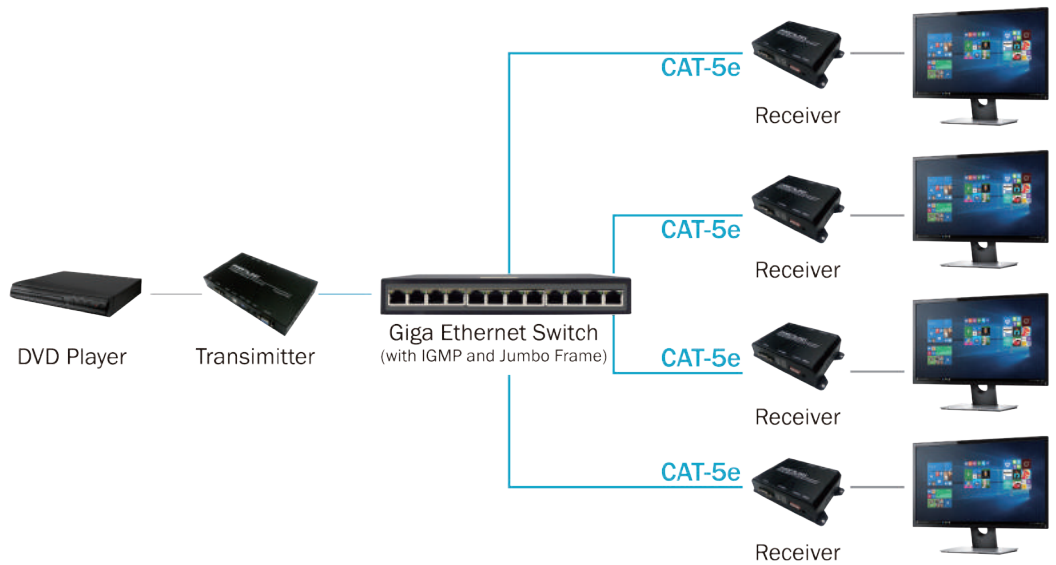 CAT-5e
Receiver
CAT-5e
Receiver
DVD Player
Transimitter
Giga Ethernet Switch
(with IGMP and Jumbo Frame)
CAT-5e
Receiver
CAT-5e
Receiver